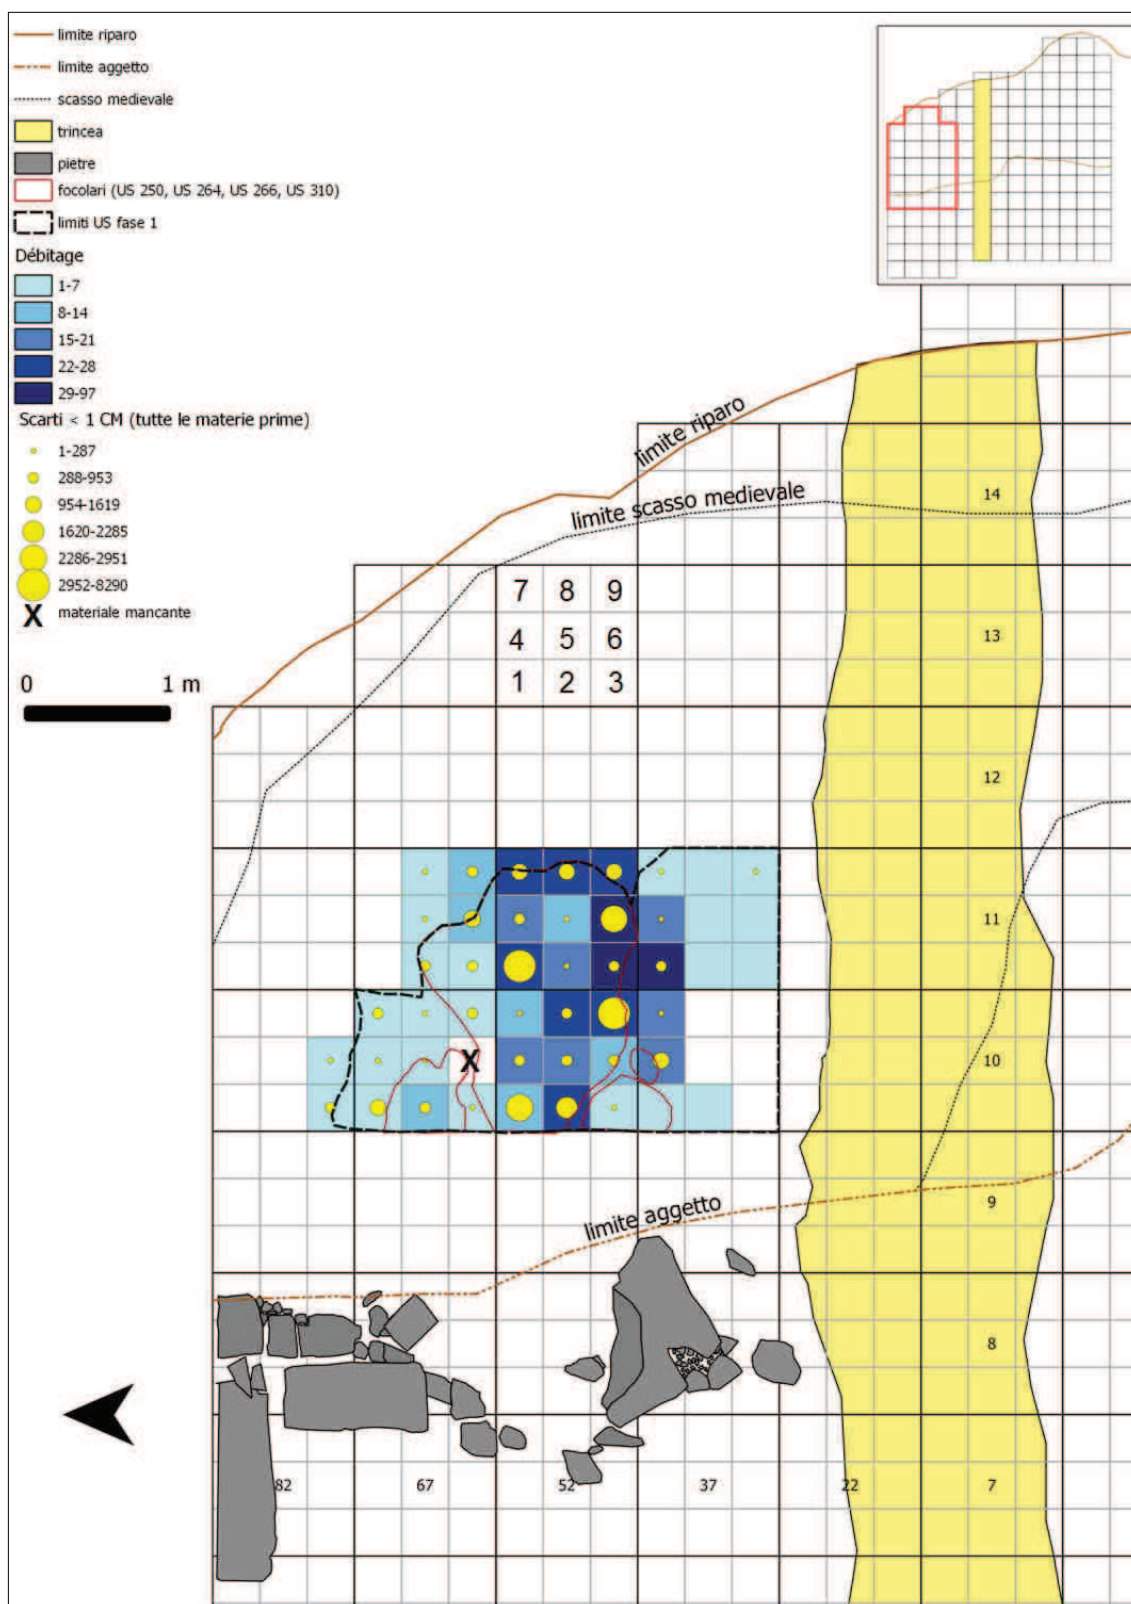 limite riparo
limite aggetto
scasso medievale
trincea
pietre
focolari (US 250, US 264, US 266, US 310)
limiti US fase 1
Débitage
1-7
8-14
15-21
22-28
29-97
Scarti < 1 CM (tutte le materie prime)
1-287
288-953
954-1619
1620-2285
2286-2951
2952-8290
X materiale mancante
0 1 m
limite riparo
limite scasso medievale
14
7 8 9
4 5 6
1 2 3
13
12
11
X
10
limite aggetto
9
8
82 67 52 37 22 7